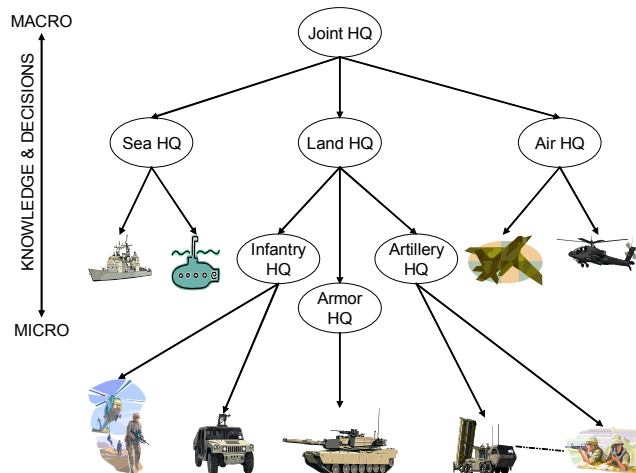 MACRO
Joint HQ
KNOWLEDGE & DECISIONS
Sea HQ
Land HQ
Air HQ
Infantry
HQ
Artillery
HQ
Armor
HQ
MICRO